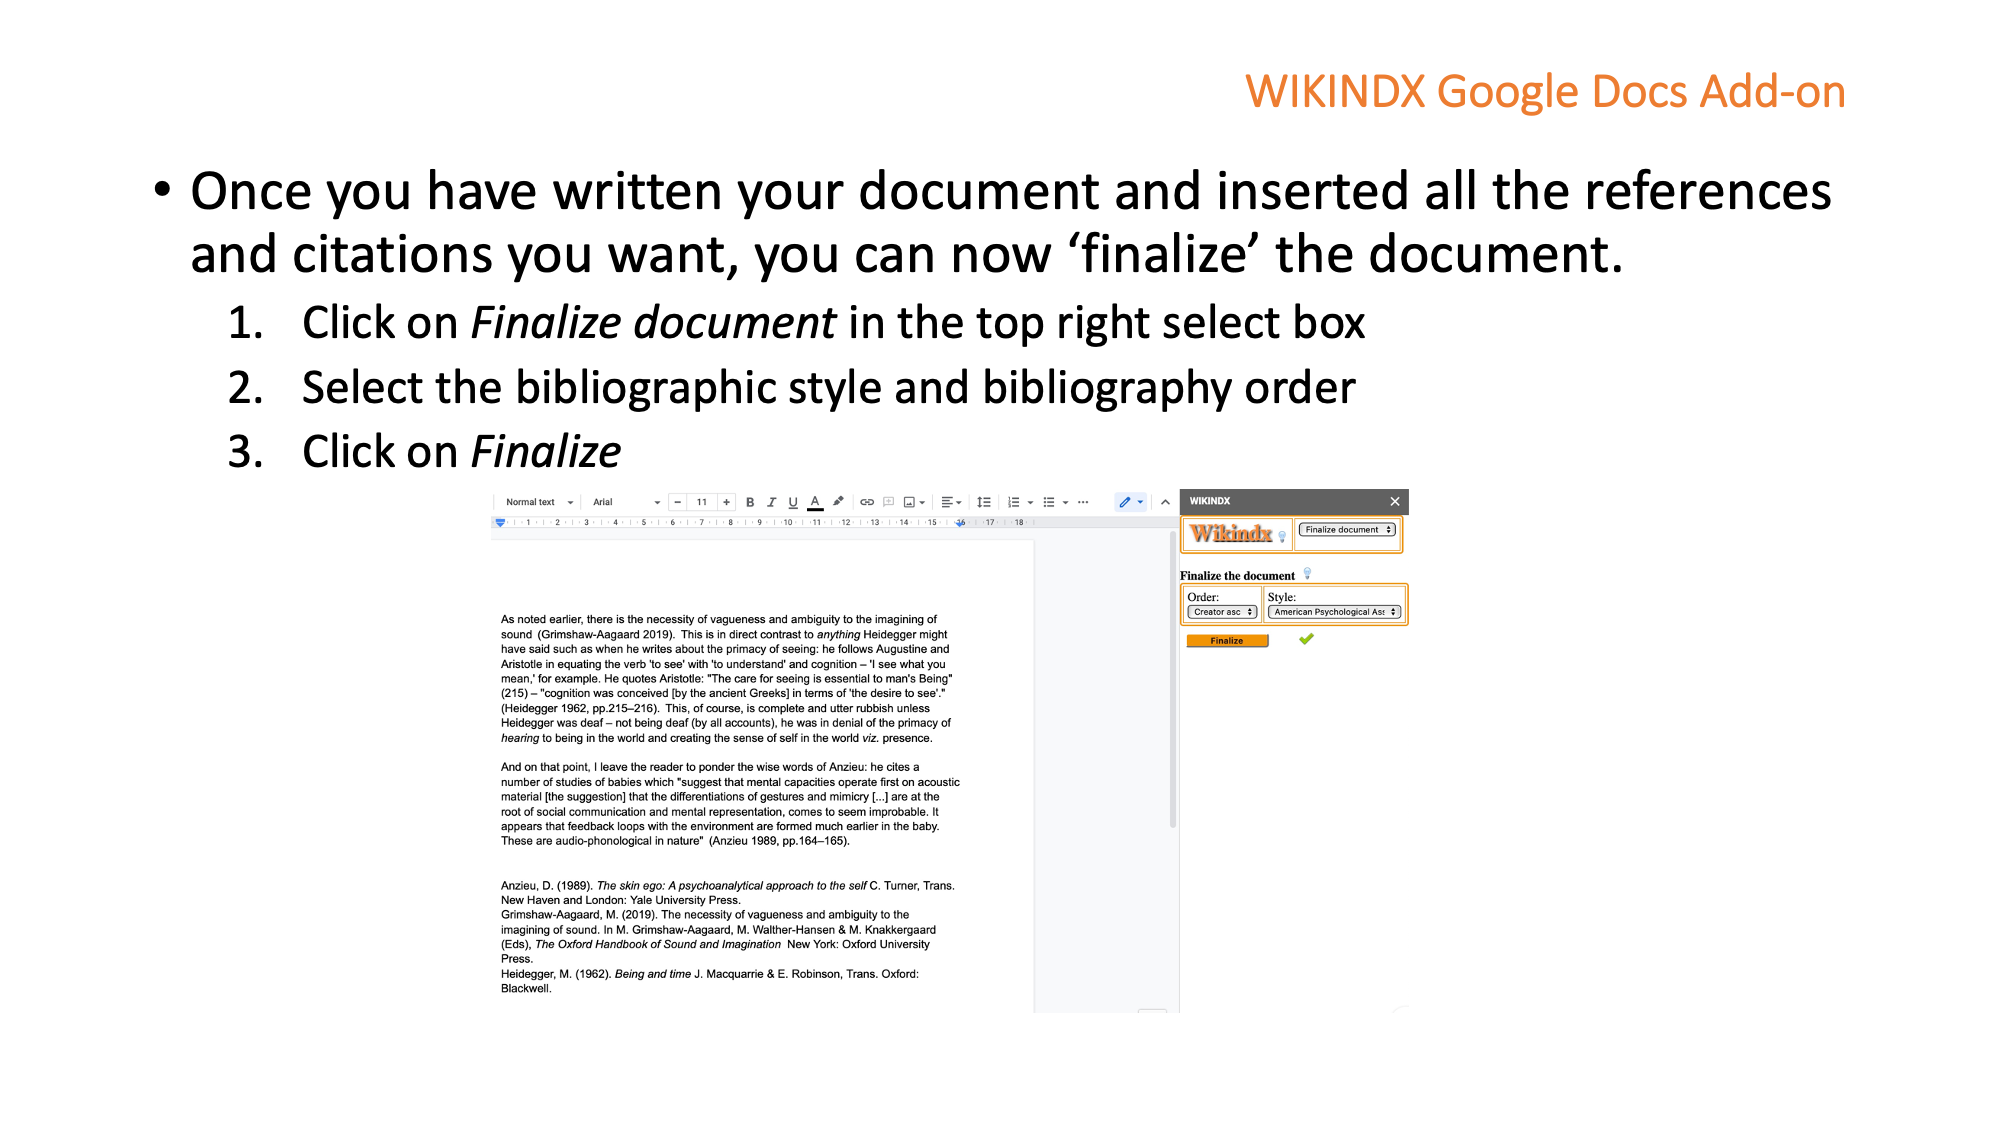 WIKINDX Google Docs Add-on
• Once you have written your document and inserted all the references
and citations you want, you can now ‘finalize’ the document.
1. Click on Finalize document in the top right select box
2. Select the bibliographic style and bibliography order
3. Click on Finalize
Normal text Arial − 11 + B I U A
1 2 3 4 5 6 7 8 9 10 11 12 13 14 15 16 17 18
WIKINDX ×
Wikindx Finalize document
Finalize the document
Order: Style:
Creator asc American Psychological Ass
Finalize
As noted earlier, there is the necessity of vagueness and ambiguity to the imagining of
sound (Grimshaw-Aagaard 2019). This is in direct contrast to anything Heidegger might
have said such as when he writes about the primacy of seeing: he follows Augustine and
Aristotle in equating the verb 'to see' with 'to understand' and cognition – 'I see what you
mean,' for example. He quotes Aristotle: "The care for seeing is essential to man's Being"
(215) – "cognition was conceived [by the ancient Greeks] in terms of 'the desire to see'."
(Heidegger 1962, pp.215–216). This, of course, is complete and utter rubbish unless
Heidegger was deaf – not being deaf (by all accounts), he was in denial of the primacy of
hearing to being in the world and creating the sense of self in the world viz. presence.
And on that point, I leave the reader to ponder the wise words of Anzieu: he cites a
number of studies of babies which "suggest that mental capacities operate first on acoustic
material [the suggestion] that the differentiations of gestures and mimicry [...] are at the
root of social communication and mental representation, comes to seem improbable. It
appears that feedback loops with the environment are formed much earlier in the baby.
These are audio-phonological in nature" (Anzieu 1989, pp.164–165).
Anzieu, D. (1989). The skin ego: A psychoanalytical approach to the self C. Turner, Trans.
New Haven and London: Yale University Press.
Grimshaw-Aagaard, M. (2019). The necessity of vagueness and ambiguity to the
imagining of sound. In M. Grimshaw-Aagaard, M. Walther-Hansen & M. Knakkergaard
(Eds), The Oxford Handbook of Sound and Imagination New York: Oxford University
Press.
Heidegger, M. (1962). Being and time J. Macquarrie & E. Robinson, Trans. Oxford:
Blackwell.